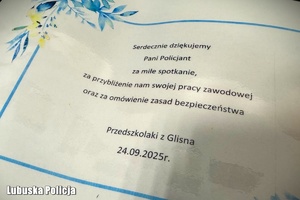 Serdecznie dziękujemy
Pani Policjant
za miłe spotkanie,
za przybliżenie nam swojej pracy zawodowej
oraz za omówienie zasad bezpieczeństwa
Przedszkolaki z Glisna
24.09.2025r.
Lubuska Policja